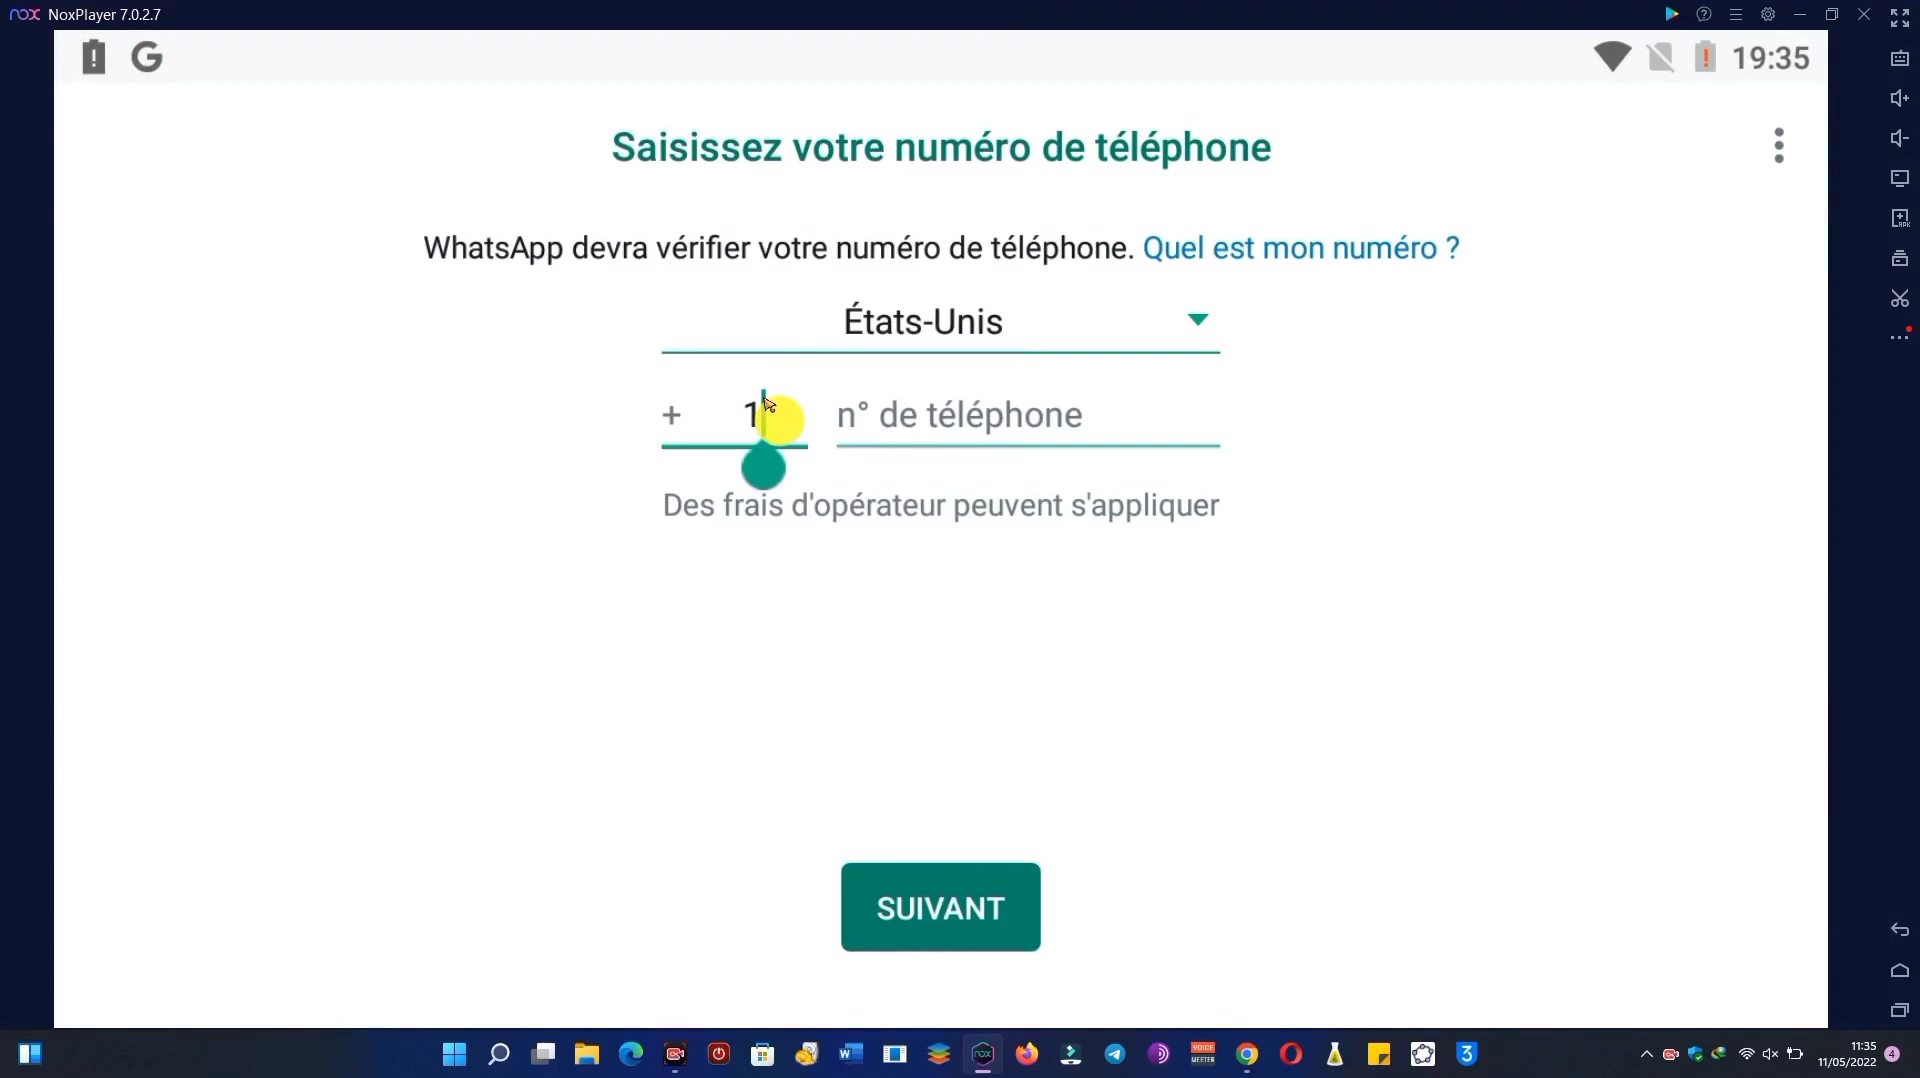 nox NoxPlayer 7.0.2.7
19:35
Saisissez votre numéro de téléphone
WhatsApp devra vérifier votre numéro de téléphone. Quel est mon numéro ?
États-Unis
+ 1 n° de téléphone
Des frais d'opérateur peuvent s'appliquer
SUIVANT
11:35
11/05/2022
4